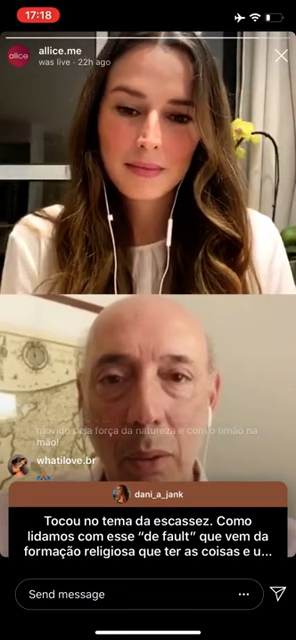 17:18
allice
allice.me
was live · 22h ago
movido pela força da natureza e com o timão na
mão!
whatilove.br
dani_a_jank
Tocou no tema da escassez. Como
lidamos com esse “de fault” que vem da
formação religiosa que ter as coisas e u...
Send message